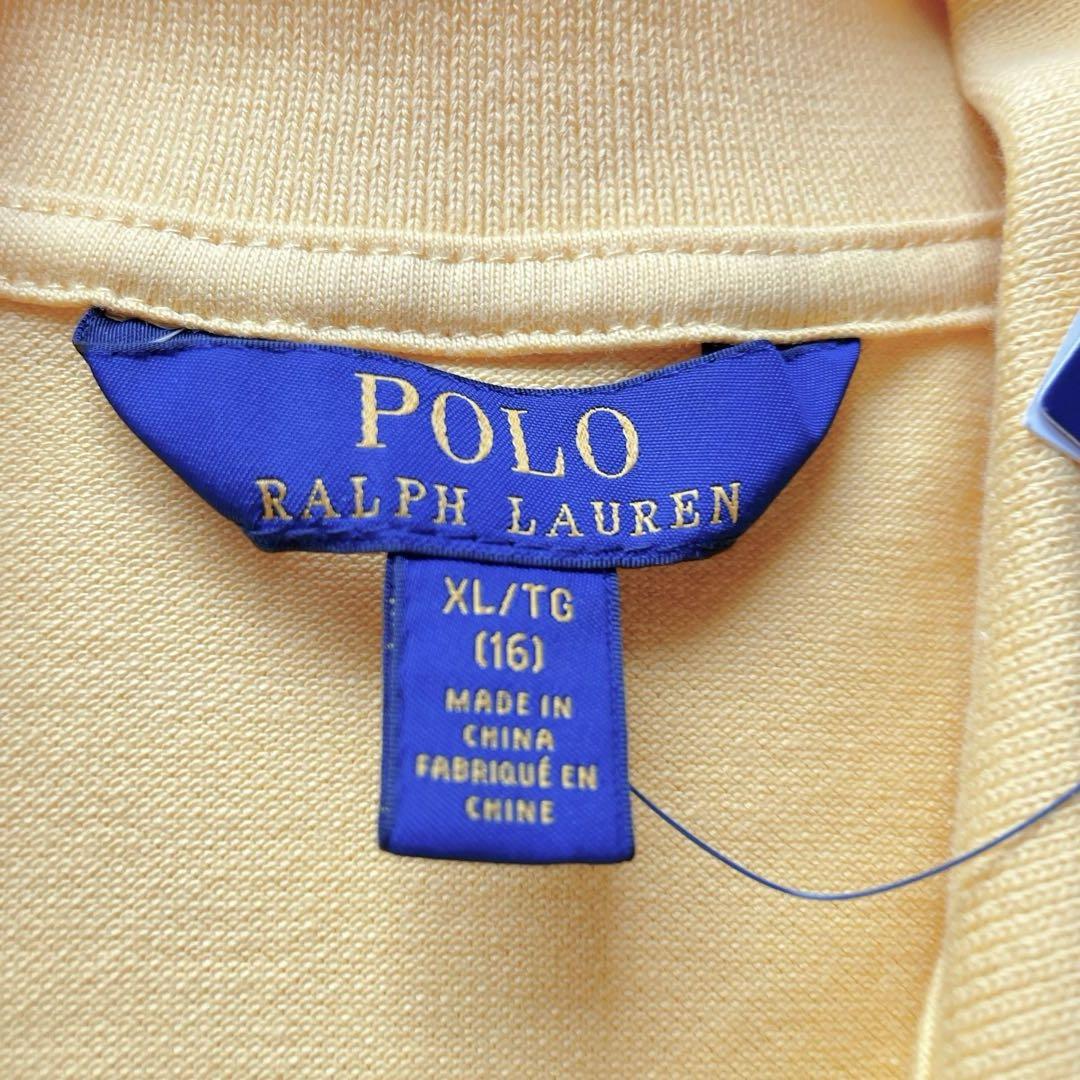 POLO
RALPH LAUREN
XL/TG
(16)
MADE IN
CHINA
FABRIQUÉ EN
CHINE